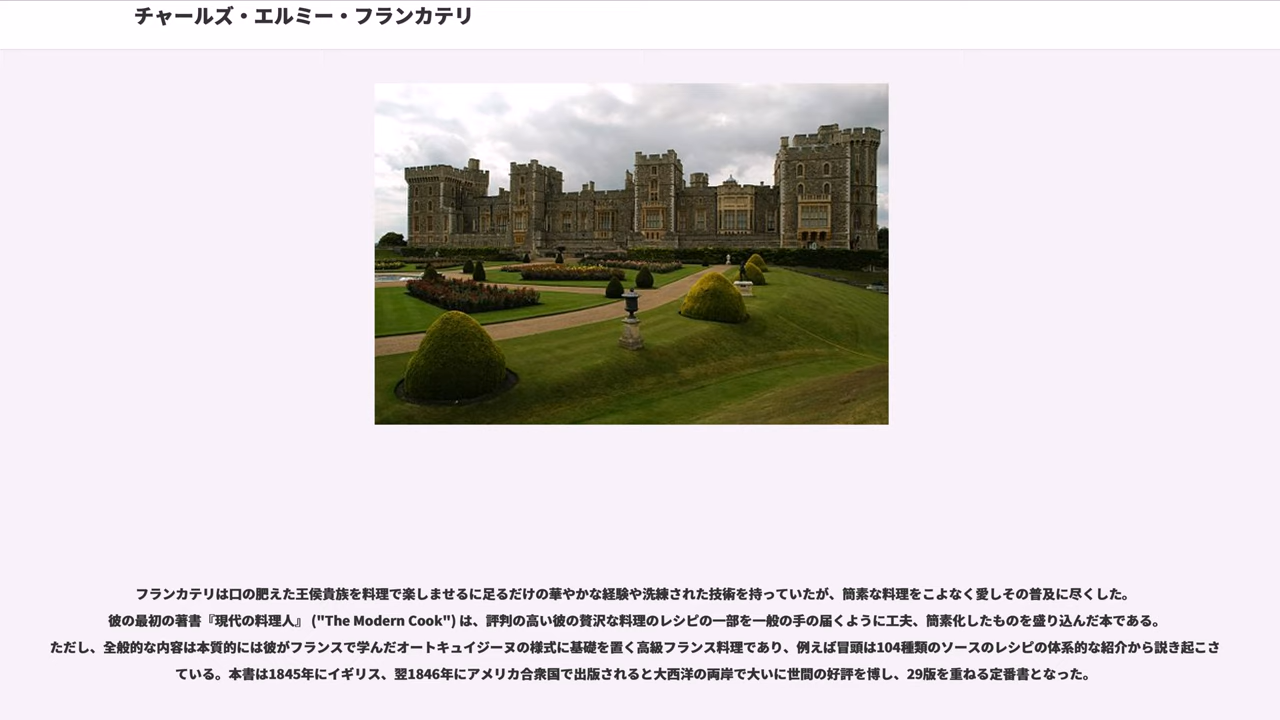 チャールズ・エルミー・フランカテリ
フランカテリは口の肥えた王侯貴族を料理で楽しませるに足るだけの華やかな経験や洗練された技術を持っていたが、簡素な料理をこよなく愛しその普及に尽くした。
彼の最初の著書『現代の料理人』 ("The Modern Cook") は、評判の高い彼の贅沢な料理のレシピの一部を一般の手の届くように工夫、簡素化したものを盛り込んだ本である。
ただし、全般的な内容は本質的には彼がフランスで学んだオートキュイジーヌの様式に基礎を置く高級フランス料理であり、例えば冒頭は104種類のソースのレシピの体系的な紹介から説き起こさ
ている。本書は1845年にイギリス、翌1846年にアメリカ合衆国で出版されると大西洋の両岸で大いに世間の好評を博し、29版を重ねる定番書となった。